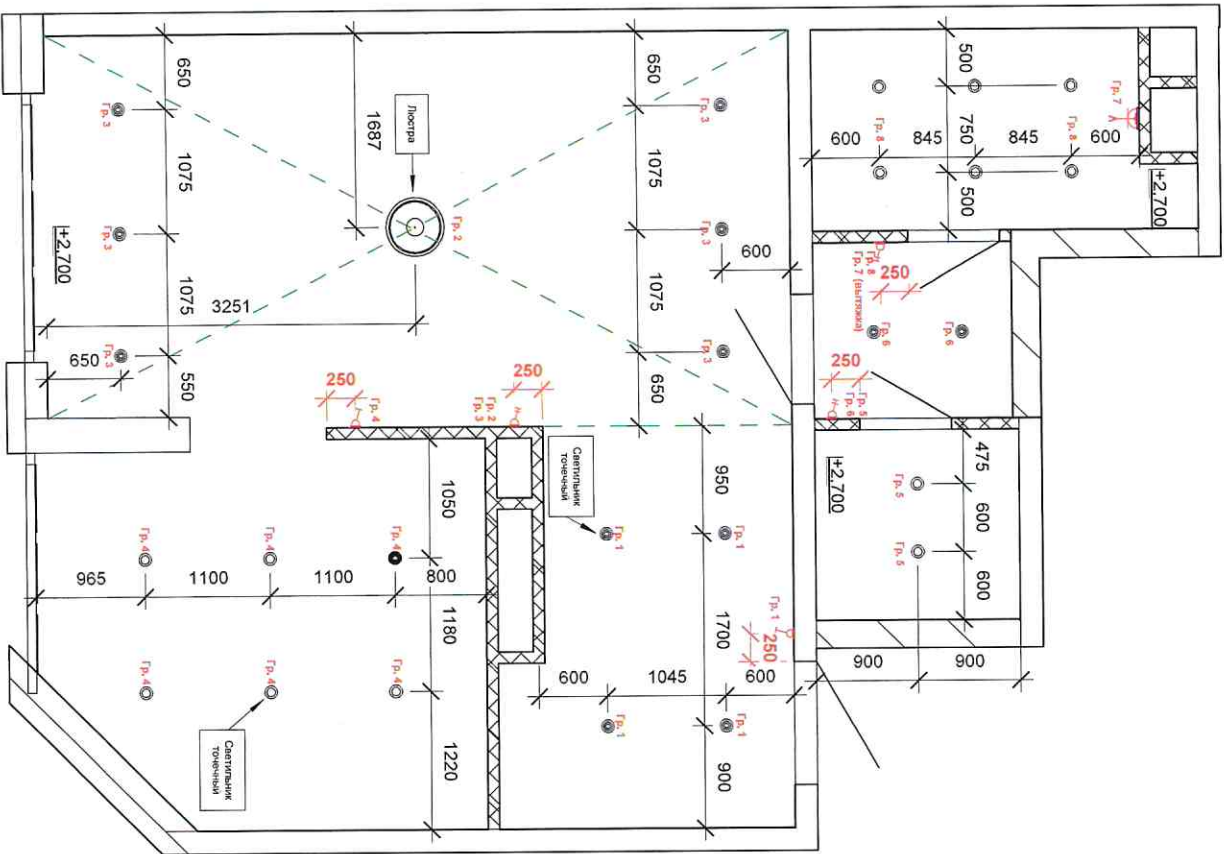 500
750
500
Гр. 7
600
845
845
600
Гр. 8
Гр. 8
+2,700
650
1687
650
Гр. 3
Люстра
Гр. 3
1075
1075
Гр. 3
Гр. 2
Гр. 3
600
+2,700
1075
1075
3251
650
Гр. 3
550
Гр. 3
650
Гр. 8
Гр. 7 (вытяжка)
250
Гр. 6
Гр. 6
250
Гр. 5
Гр. 6
250
Гр. 4
250
Гр. 2
Гр. 3
475
600
600
+2,700
Гр. 5
Гр. 5
1050
950
Светильник
точечный
Гр. 1
Гр. 1
Гр. 4
Гр. 4
Гр. 4
965
1100
1100
800
1180
1700
Гр. 1
250
900
900
Гр. 4
Гр. 4
Гр. 4
600
1045
600
Гр. 1
Гр. 1
1220
900
Светильник
точечный